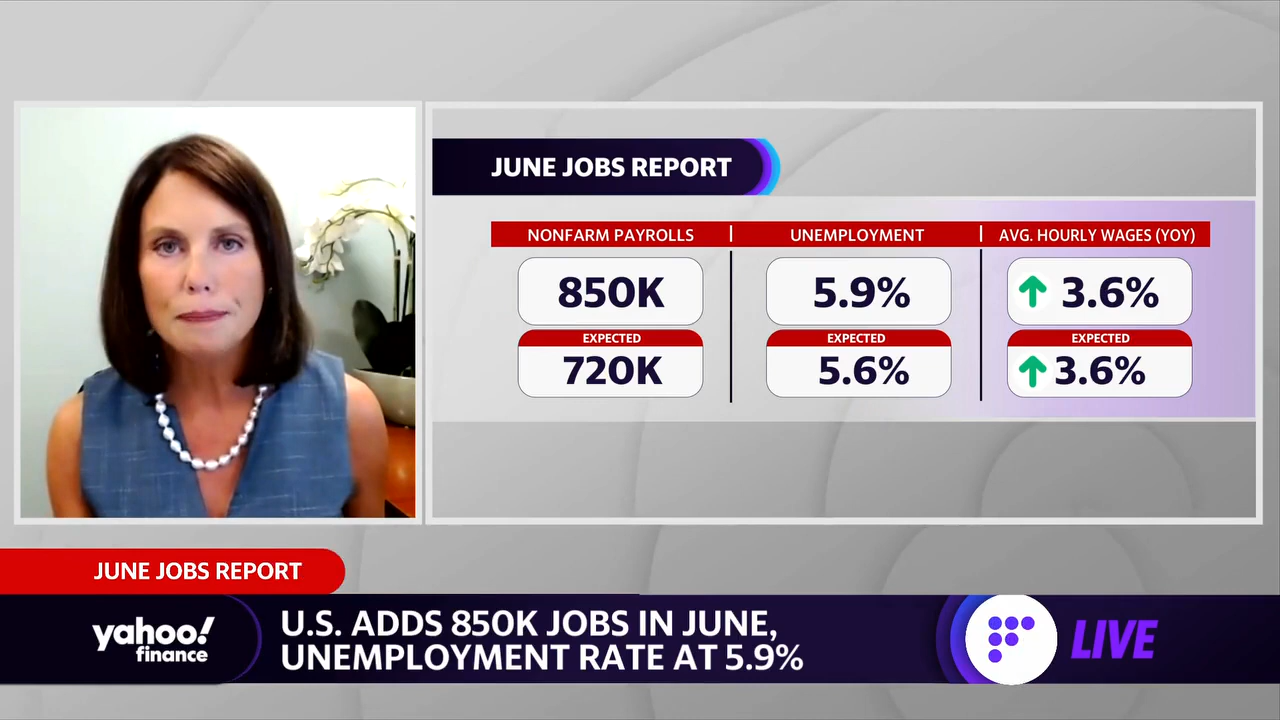 JUNE JOBS REPORT
NONFARM PAYROLLS | UNEMPLOYMENT | AVG. HOURLY WAGES (YOY)
850K 5.9% 3.6%
EXPECTED EXPECTED EXPECTED
720K 5.6% 3.6%
JUNE JOBS REPORT
yahoo! finance
U.S. ADDS 850K JOBS IN JUNE,
UNEMPLOYMENT RATE AT 5.9%
LIVE